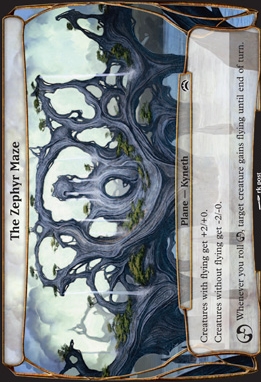 The Zephyr Maze
Plane — Kyneth
Creatures with flying get +2/+0.
Creatures without flying get -2/-0.
Whenever you roll , target creature gains flying until end of turn.